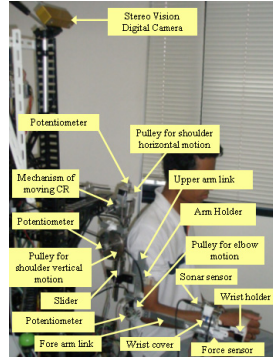 Stereo Vision
Digital Camera
Potentiometer
Pulley for shoulder
horizontal motion
Mechanism of
moving CR
Upper arm link
Potentiometer
Arm Holder
Pulley for
shoulder vertical
motion
Pulley for elbow
motion
Sonar sensor
Slider
Wrist holder
Potentiometer
Fore arm link
Wrist cover
Force sensor